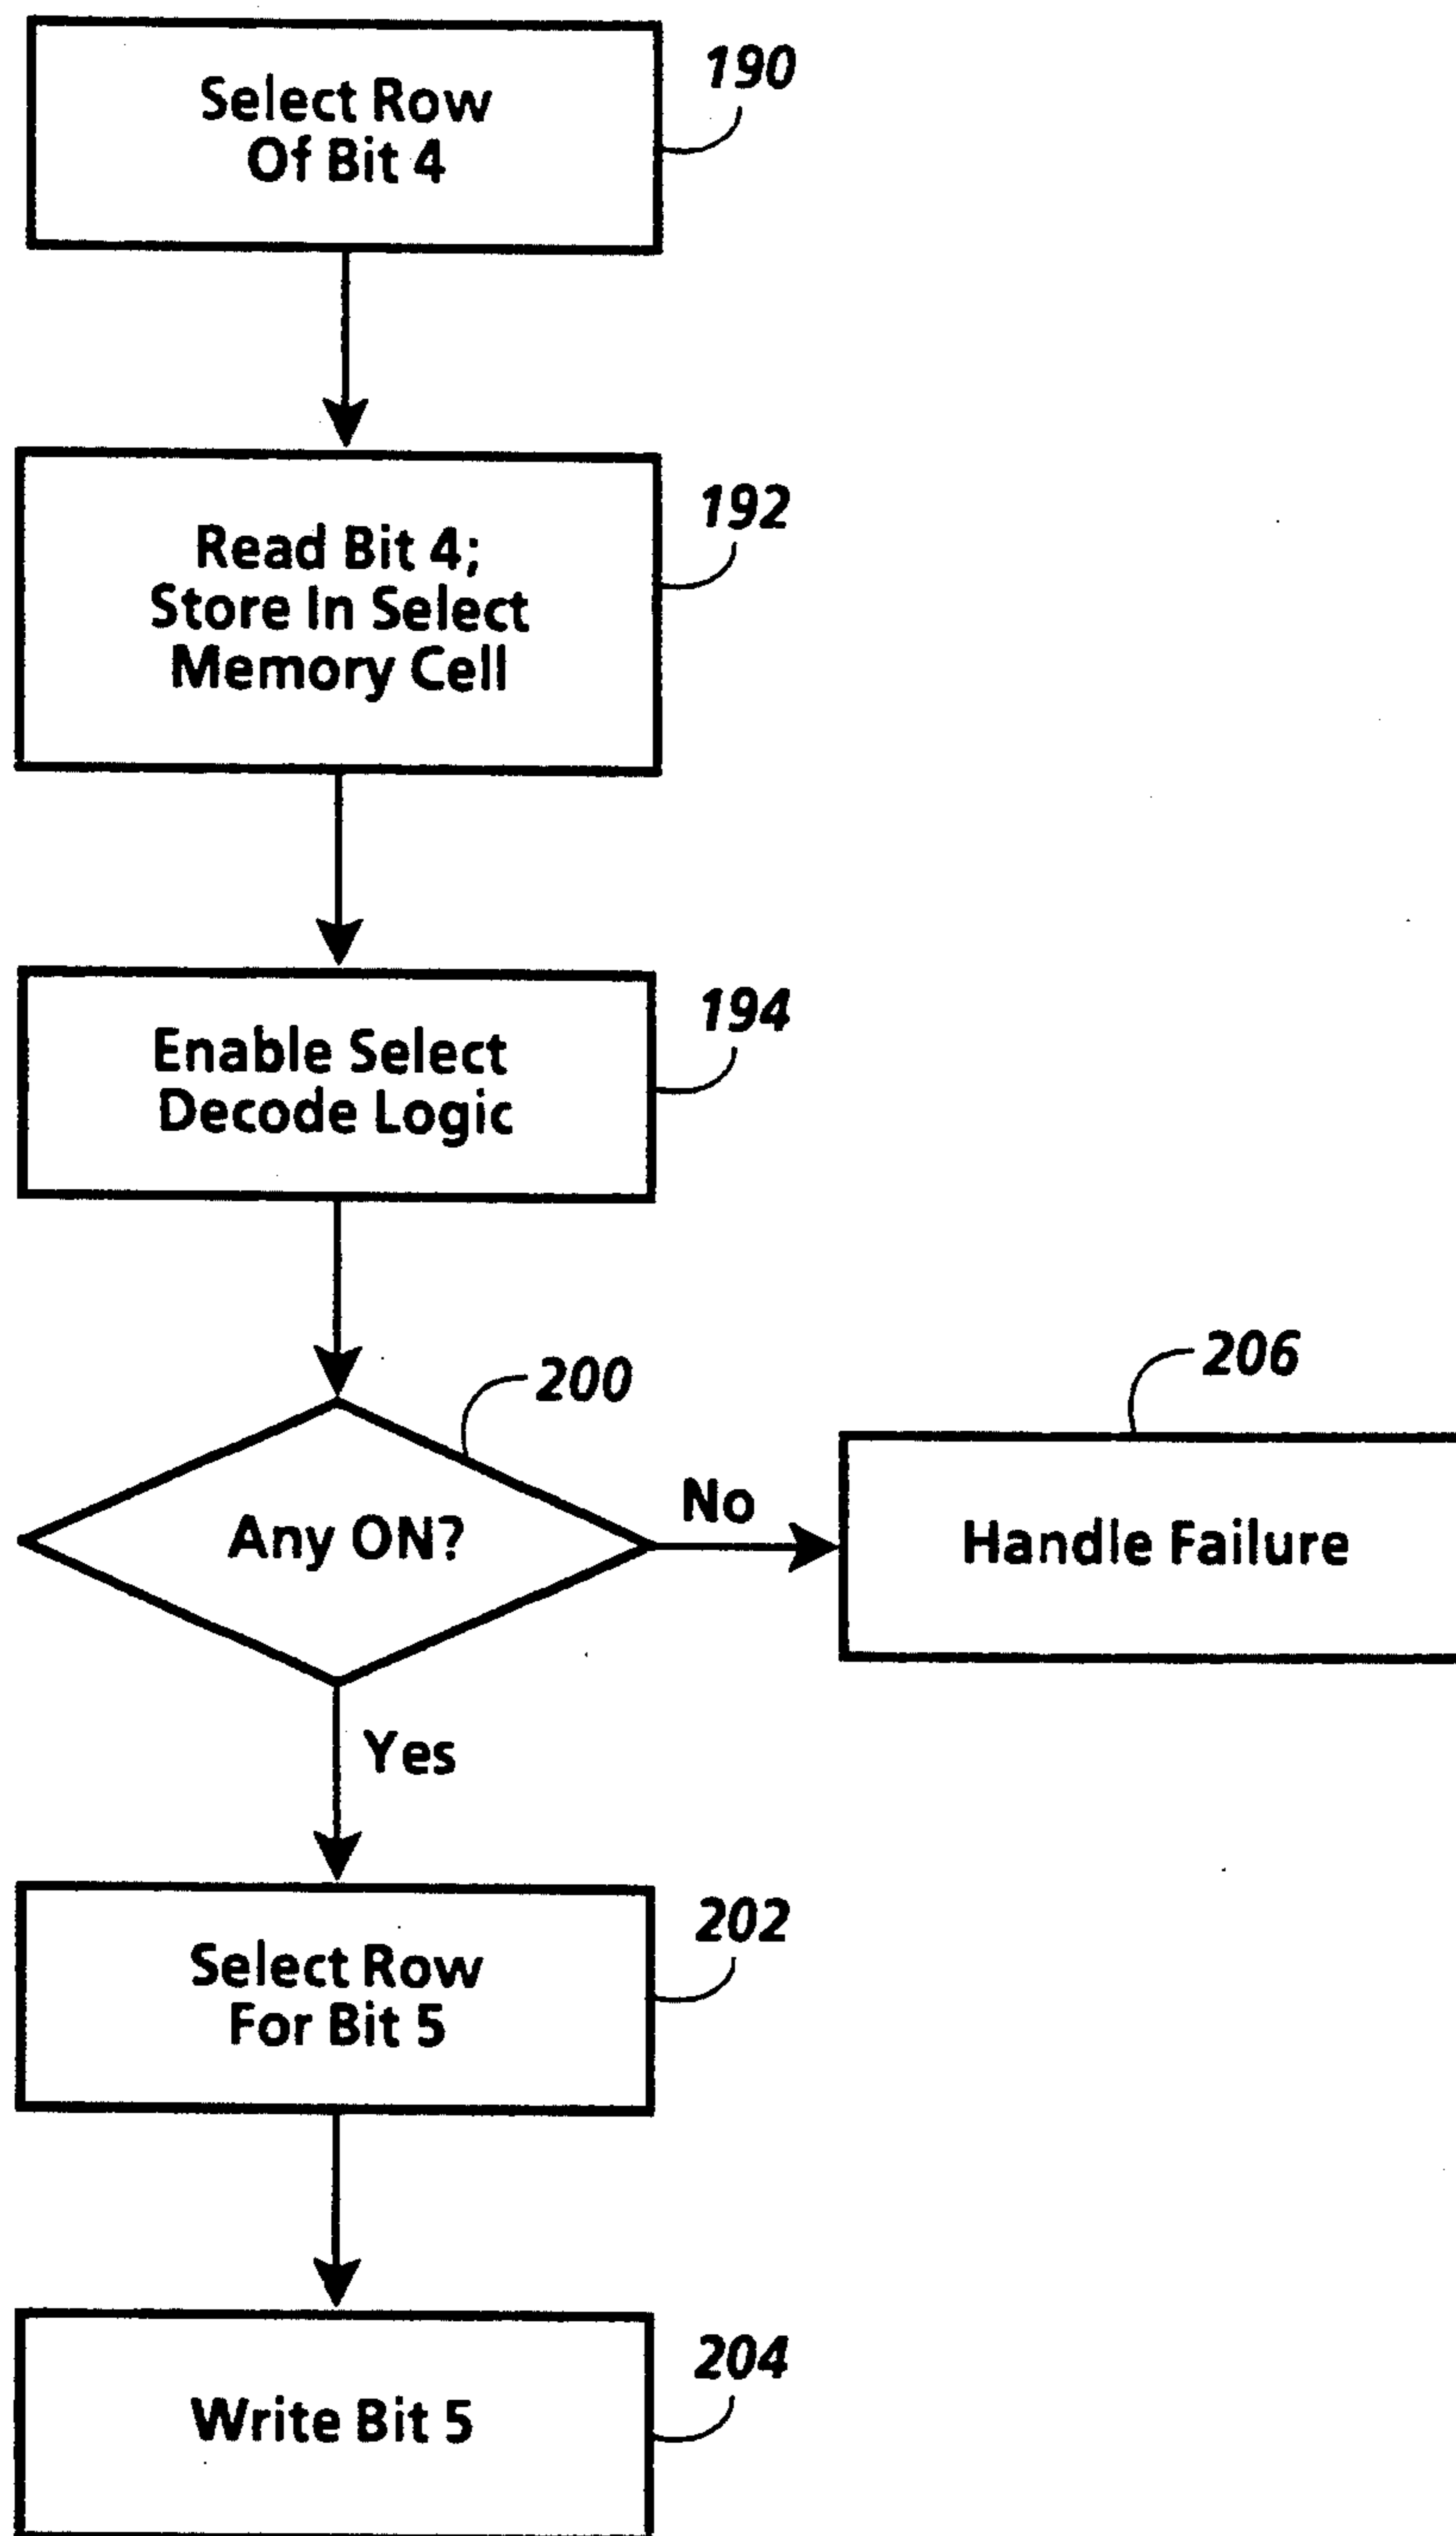 Select Row
Of Bit 4
190
Read Bit 4;
Store In Select
Memory Cell
192
Enable Select
Decode Logic
194
200
Any ON?
No
206
Handle Failure
Yes
Select Row
For Bit 5
202
Write Bit 5
204